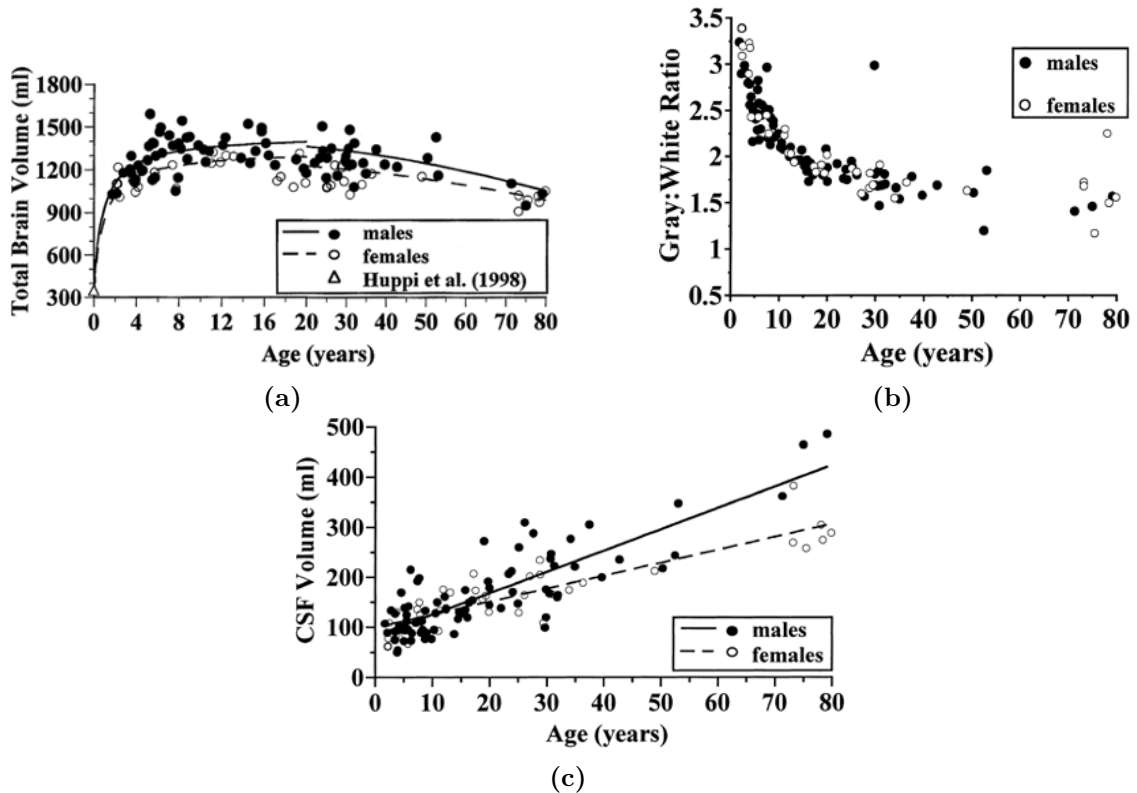 Total Brain Volume (ml)
1800
1500
1200
900
600
300
males
females
Huppi et al. (1998)
0 4 8 12 16 20 30 40 50 60 70 80
Age (years)
(a)
Gray:White Ratio
3.5
3
2.5
2
1.5
1
0.5
males
females
0 10 20 30 40 50 60 70 80
Age (years)
(b)
CSF Volume (ml)
500
400
300
200
100
0
males
females
0 10 20 30 40 50 60 70 80
Age (years)
(c)